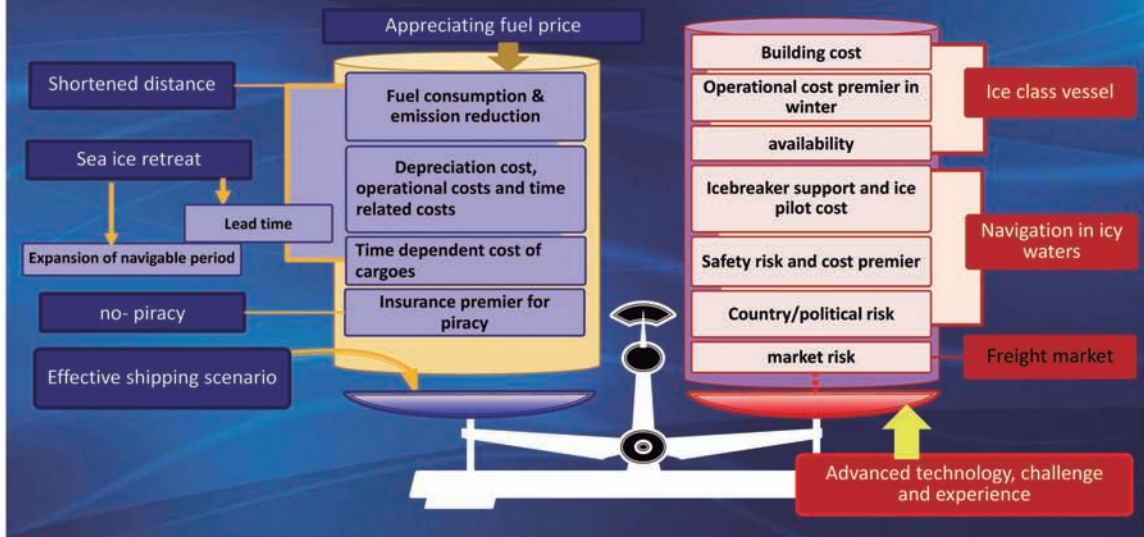 Appreciating fuel price
Shortened distance
Fuel consumption &
emission reduction
Sea ice retreat
Depreciation cost,
operational costs and time
related costs
Lead time
Expansion of navigable period
Time dependent cost of
cargoes
no- piracy
Insurance premier for
piracy
Effective shipping scenario
Building cost
Operational cost premier in
winter
availability
Ice class vessel
Icebreaker support and ice
pilot cost
Navigation in icy
waters
Safety risk and cost premier
Country/political risk
market risk
Freight market
Advanced technology, challenge
and experience